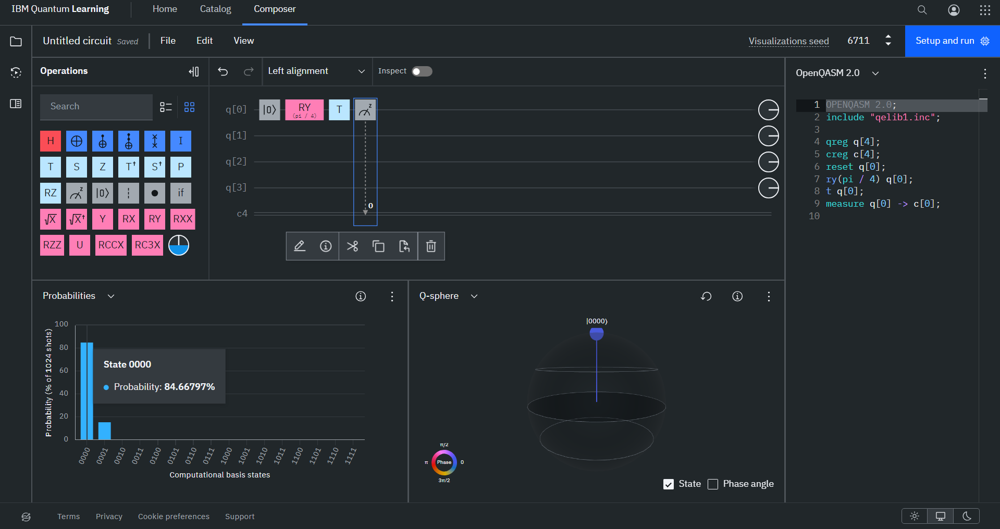 IBM Quantum Learning
Home
Catalog
Composer
Untitled circuit Saved
File
Edit
View
Visualizations seed
6711
Setup and run
Operations
Left alignment
Inspect
OpenQASM 2.0
Search
H
I
T
S
Z
T†
S†
P
RZ
z
|0⟩
if
√X
√X†
Y
RX
RY
RXX
RZZ
U
RCCX
RC3X
q[0]
|0⟩
RY
(pi / 4)
T
z
q[1]
q[2]
q[3]
c4
0
1 OPENQASM 2.0;
2 include "qelib1.inc";
3
4 qreg q[4];
5 creg c[4];
6 reset q[0];
7 ry(pi / 4) q[0];
8 t q[0];
9 measure q[0] -> c[0];
10
Probabilities
Probability (% of 1024 shots)
100
80
60
40
20
0
State 0000
Probability: 84.66797%
0000
0001
0010
0011
0100
0101
0110
0111
1000
1001
1010
1011
1100
1101
1110
1111
Computational basis states
Q-sphere
|0000⟩
π/2
π
Phase
0
3π/2
State
Phase angle
Terms
Privacy
Cookie preferences
Support